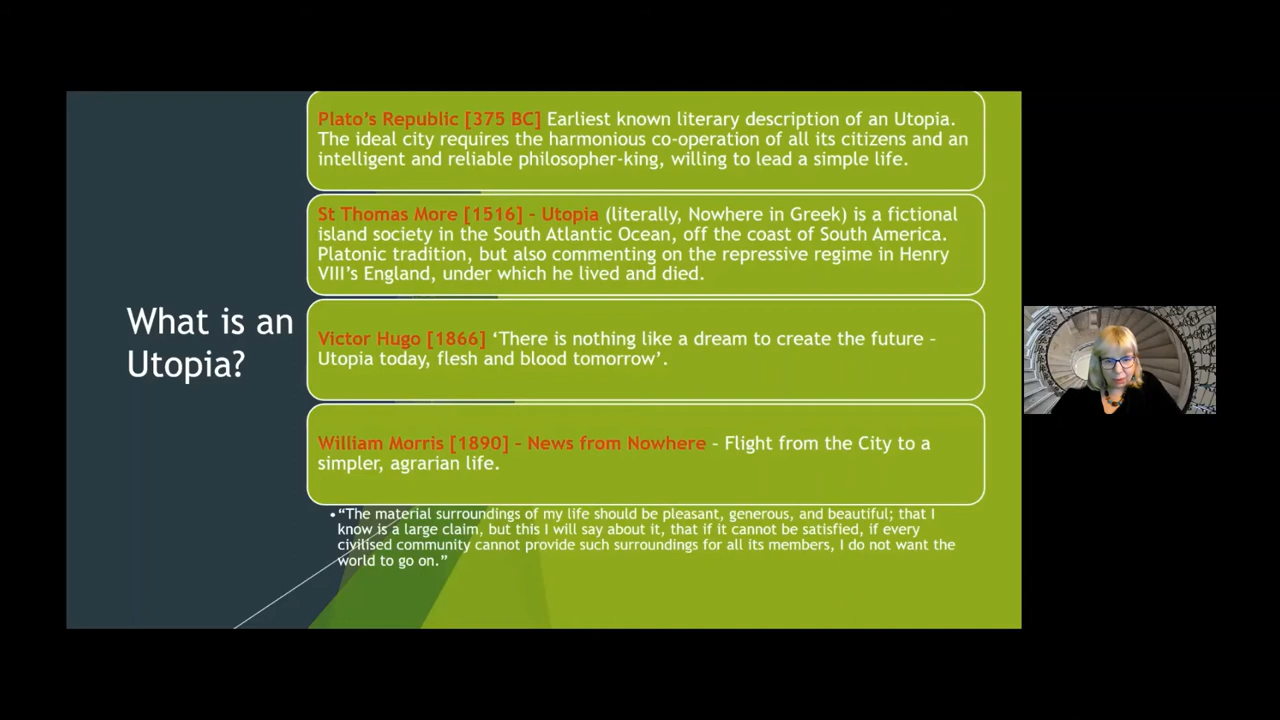 What is an
Utopia?
Plato’s Republic [375 BC] Earliest known literary description of an Utopia.
The ideal city requires the harmonious co-operation of all its citizens and an
intelligent and reliable philosopher-king, willing to lead a simple life.
St Thomas More [1516] - Utopia (literally, Nowhere in Greek) is a fictional
island society in the South Atlantic Ocean, off the coast of South America.
Platonic tradition, but also commenting on the repressive regime in Henry
VIII’s England, under which he lived and died.
Victor Hugo [1866] ‘There is nothing like a dream to create the future –
Utopia today, flesh and blood tomorrow’.
William Morris [1890] – News from Nowhere – Flight from the City to a
simpler, agrarian life.
•“The material surroundings of my life should be pleasant, generous, and beautiful; that I
know is a large claim, but this I will say about it, that if it cannot be satisfied, if every
civilised community cannot provide such surroundings for all its members, I do not want the
world to go on.”